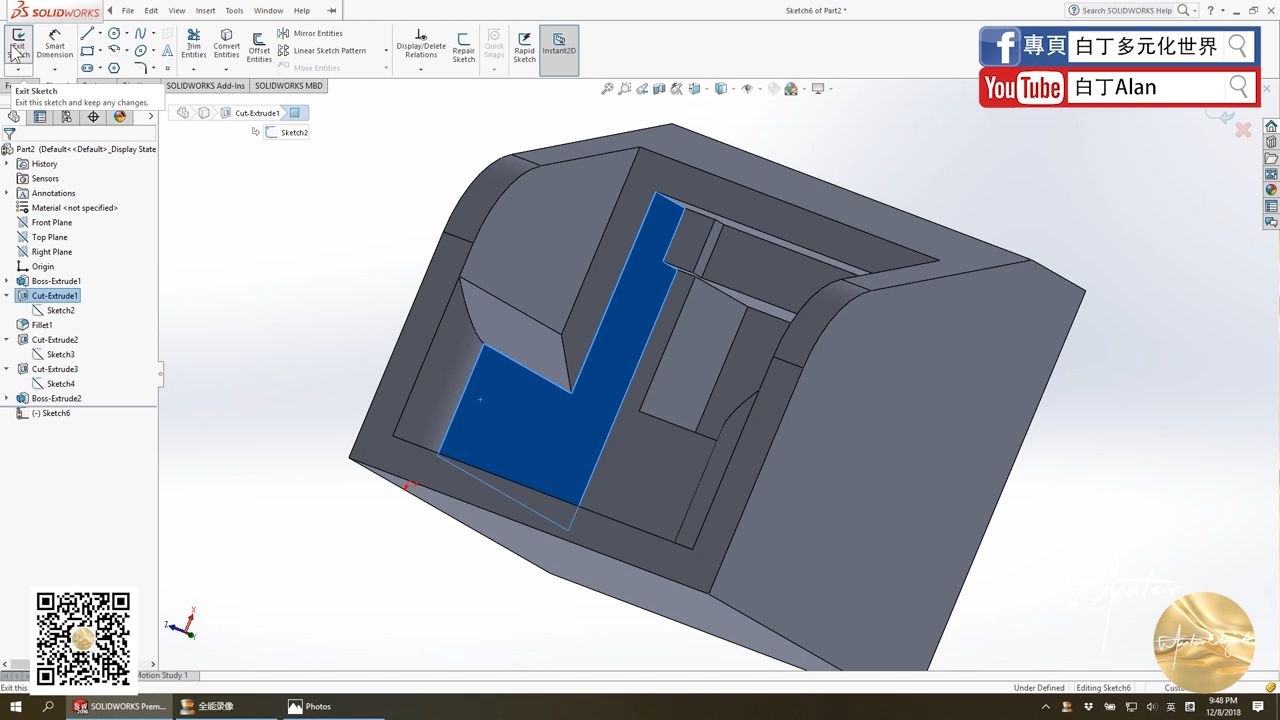 SOLIDWORKS
File
Edit
View
Insert
Tools
Window
Help
Sketch6 of Part2 *
Search SOLIDWORKS Help
Smart Dimension
Trim Entities
Convert Entities
Offset Entities
Mirror Entities
Linear Sketch Pattern
Move Entities
Display/Delete Relations
Repair Sketch
Quick Snaps
Rapid Sketch
Instant2D
專頁 白丁多元化世界
YouTube 白丁Alan
SOLIDWORKS Add-Ins
SOLIDWORKS MBD
Exit Sketch
Exit this sketch and keep any changes.
Cut-Extrude1
Sketch2
Part2 (Default<<Default>_Display State
History
Sensors
Annotations
Material <not specified>
Front Plane
Top Plane
Right Plane
Origin
Boss-Extrude1
Cut-Extrude1
Sketch2
Fillet1
Cut-Extrude2
Sketch3
Cut-Extrude3
Sketch4
Boss-Extrude2
(-) Sketch6
X
Z
Y
Motion Study 1
Exit this
Under Defined
Editing Sketch6
SOLIDWORKS Prem...
全能录像
Photos
英
9:48 PM
12/8/2018